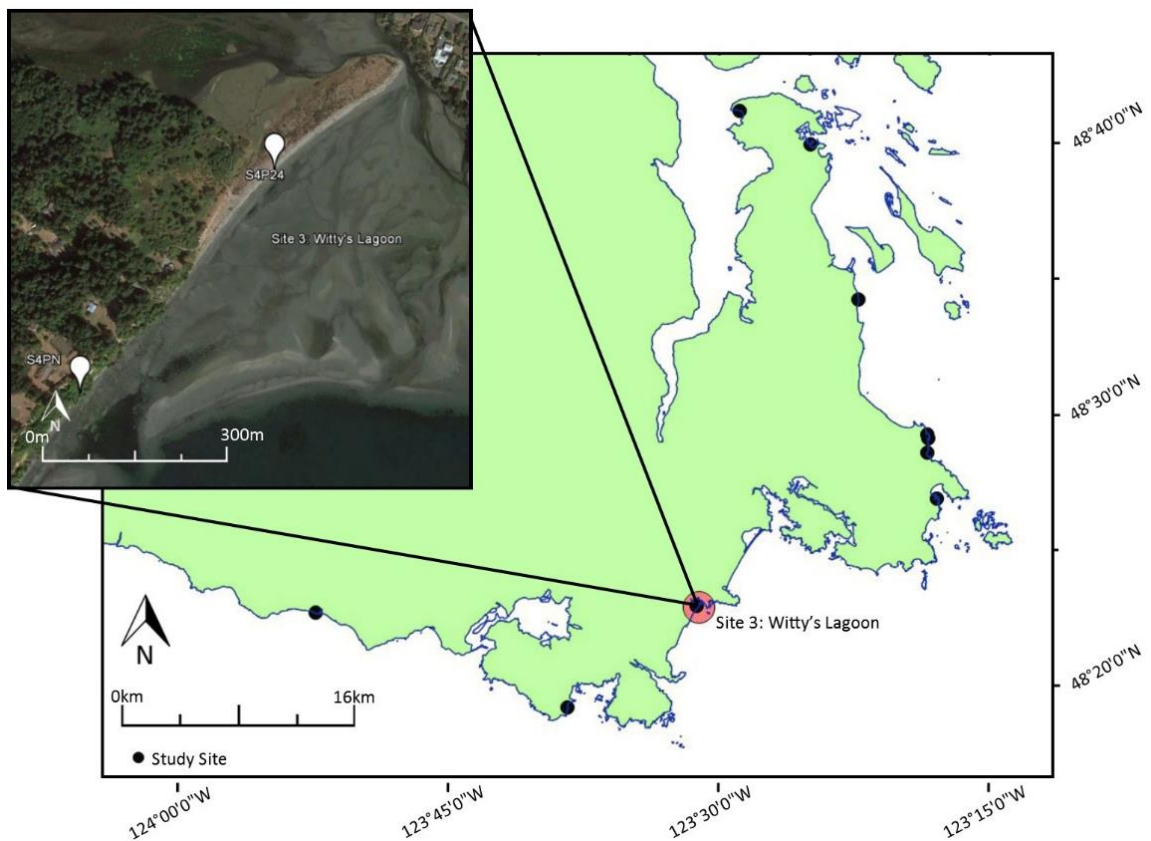 S4P24
Site 3: Witty's Lagoon
S4PN
N
0m
300m
48°40'0"N
48°30'0"N
48°20'0"N
Site 3: Witty's Lagoon
N
0km
16km
Study Site
124°00'0"W
123°45'0"W
123°30'0"W
123°15'0"W